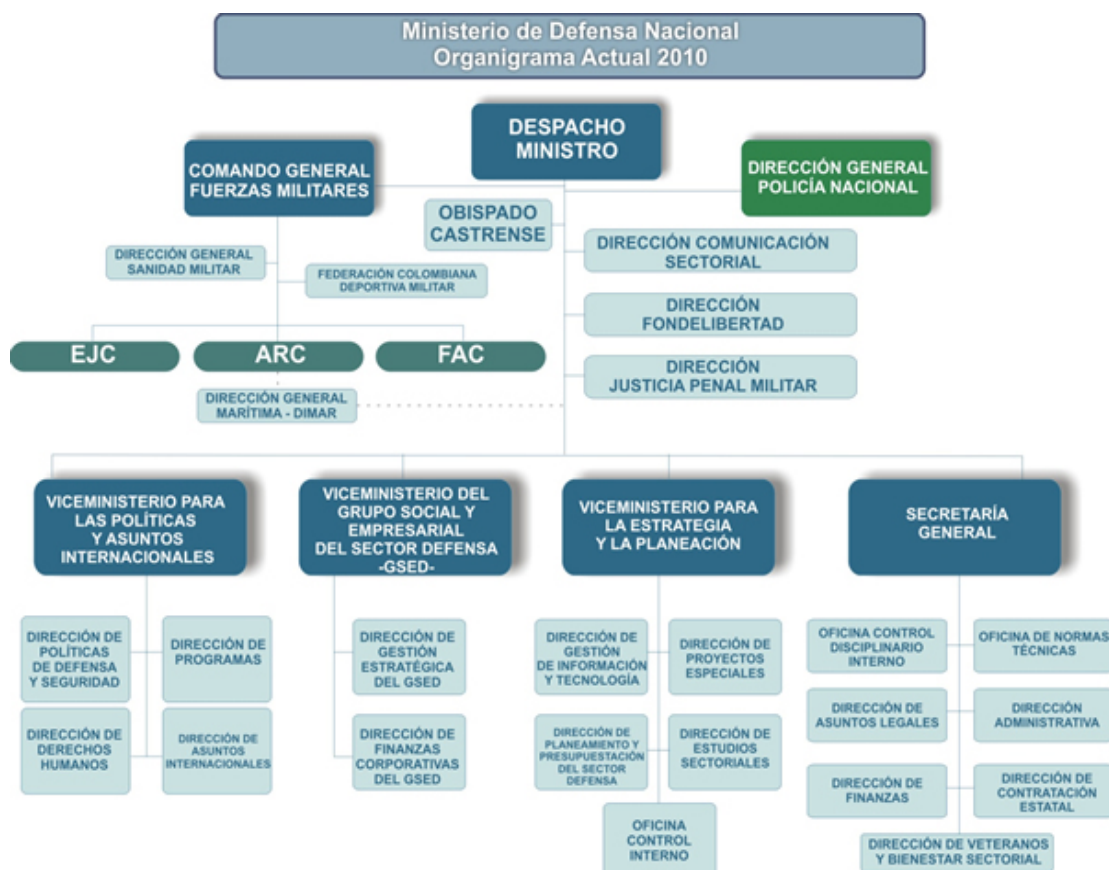 Ministerio de Defensa Nacional
Organigrama Actual 2010
DESPACHO
MINISTRO
COMANDO GENERAL
FUERZAS MILITARES
DIRECCIÓN GENERAL
POLICÍA NACIONAL
OBISPADO
CASTRENSE
DIRECCIÓN COMUNICACIÓN
SECTORIAL
DIRECCIÓN GENERAL
SANIDAD MILITAR
FEDERACIÓN COLOMBIANA
DEPORTIVA MILITAR
DIRECCIÓN
FONDELIBERTAD
EJC
ARC
FAC
DIRECCIÓN
JUSTICIA PENAL MILITAR
DIRECCIÓN GENERAL
MARÍTIMA - DIMAR
VICEMINISTERIO PARA
LAS POLÍTICAS
Y ASUNTOS
INTERNACIONALES
VICEMINISTERIO DEL
GRUPO SOCIAL Y
EMPRESARIAL
DEL SECTOR DEFENSA
-GSED-
VICEMINISTERIO PARA
LA ESTRATEGIA
Y LA PLANEACIÓN
SECRETARÍA
GENERAL
DIRECCIÓN DE
POLÍTICAS
DE DEFENSA
Y SEGURIDAD
DIRECCIÓN DE
PROGRAMAS
DIRECCIÓN DE
DERECHOS
HUMANOS
DIRECCIÓN DE
ASUNTOS
INTERNACIONALES
DIRECCIÓN DE
GESTIÓN
ESTRATÉGICA
DEL GSED
DIRECCIÓN DE
FINANZAS
CORPORATIVAS
DEL GSED
DIRECCIÓN DE
GESTIÓN
DE INFORMACIÓN
Y TECNOLOGÍA
DIRECCIÓN DE
PROYECTOS
ESPECIALES
DIRECCIÓN DE
PLANEAMIENTO Y
PRESUPUESTACIÓN
DEL SECTOR
DEFENSA
DIRECCIÓN DE
ESTUDIOS
SECTORIALES
OFICINA
CONTROL
INTERNO
OFICINA CONTROL
DISCIPLINARIO
INTERNO
OFICINA DE NORMAS
TÉCNICAS
DIRECCIÓN DE
ASUNTOS LEGALES
DIRECCIÓN
ADMINISTRATIVA
DIRECCIÓN DE
FINANZAS
DIRECCIÓN DE
CONTRATACIÓN
ESTATAL
DIRECCIÓN DE VETERANOS
Y BIENESTAR SECTORIAL